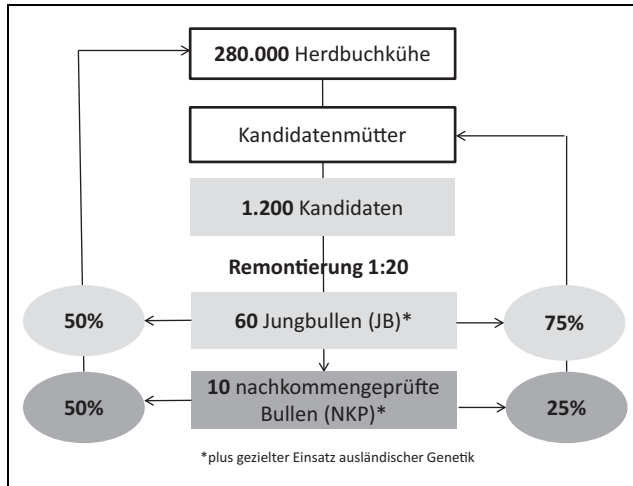 280.000 Herdbuchkühe
Kandidatenmütter
1.200 Kandidaten
Remontierung 1:20
50%
60 Jungbullen (JB)*
75%
50%
10 nachkommengeprüfte
Bullen (NKP)*
25%
*plus gezielter Einsatz ausländischer Genetik